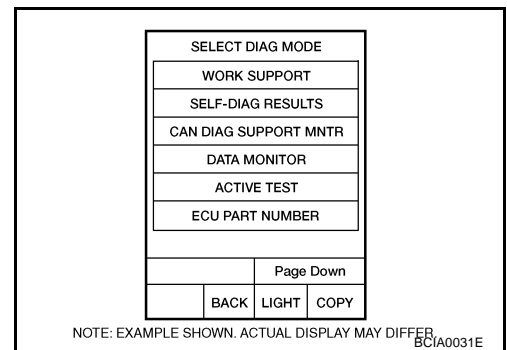 SELECT DIAG MODE
WORK SUPPORT
SELF-DIAG RESULTS
CAN DIAG SUPPORT MNTR
DATA MONITOR
ACTIVE TEST
ECU PART NUMBER
Page Down
BACK LIGHT COPY
NOTE: EXAMPLE SHOWN. ACTUAL DISPLAY MAY DIFFER.
BCIA0031E